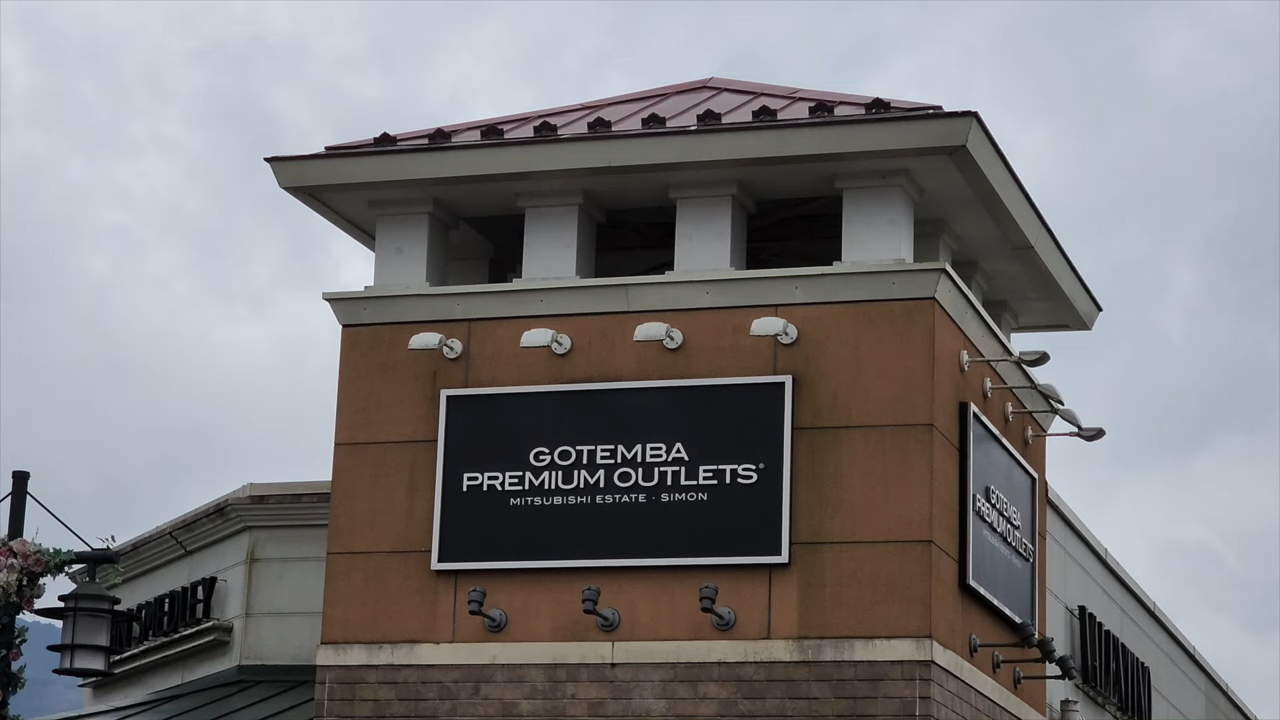 GOTEMBA
PREMIUM OUTLETS®
MITSUBISHI ESTATE · SIMON
GOTEMBA
PREMIUM OUTLETS